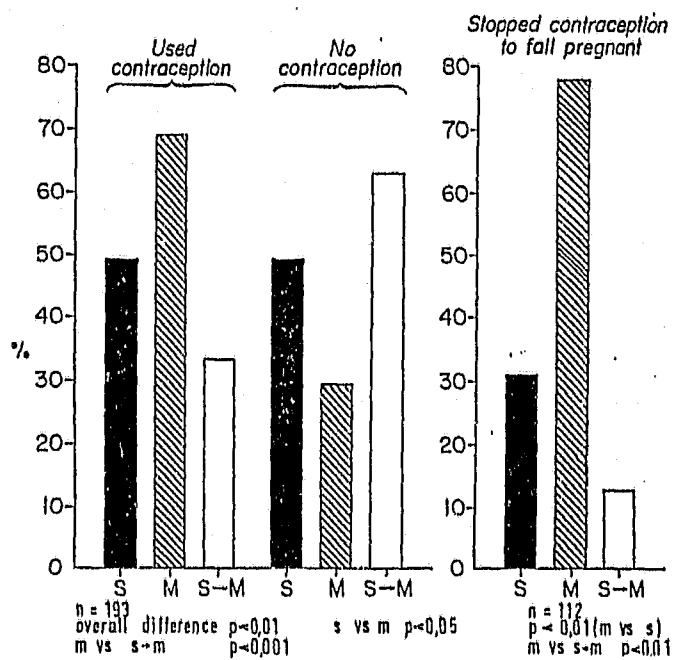 Used
contraception
No
contraception
Stopped contraception
to fall pregnant
80
70
60
50
40
30
20
10
0
%
80
70
60
50
40
30
20
10
0
S M S→M S M S→M
S M S→M
n = 193
overall difference p<0,01 s vs m p<0,05
m vs s→m p<0,001
n = 112
p < 0,01 (m vs s)
m vs s→m p<0,01